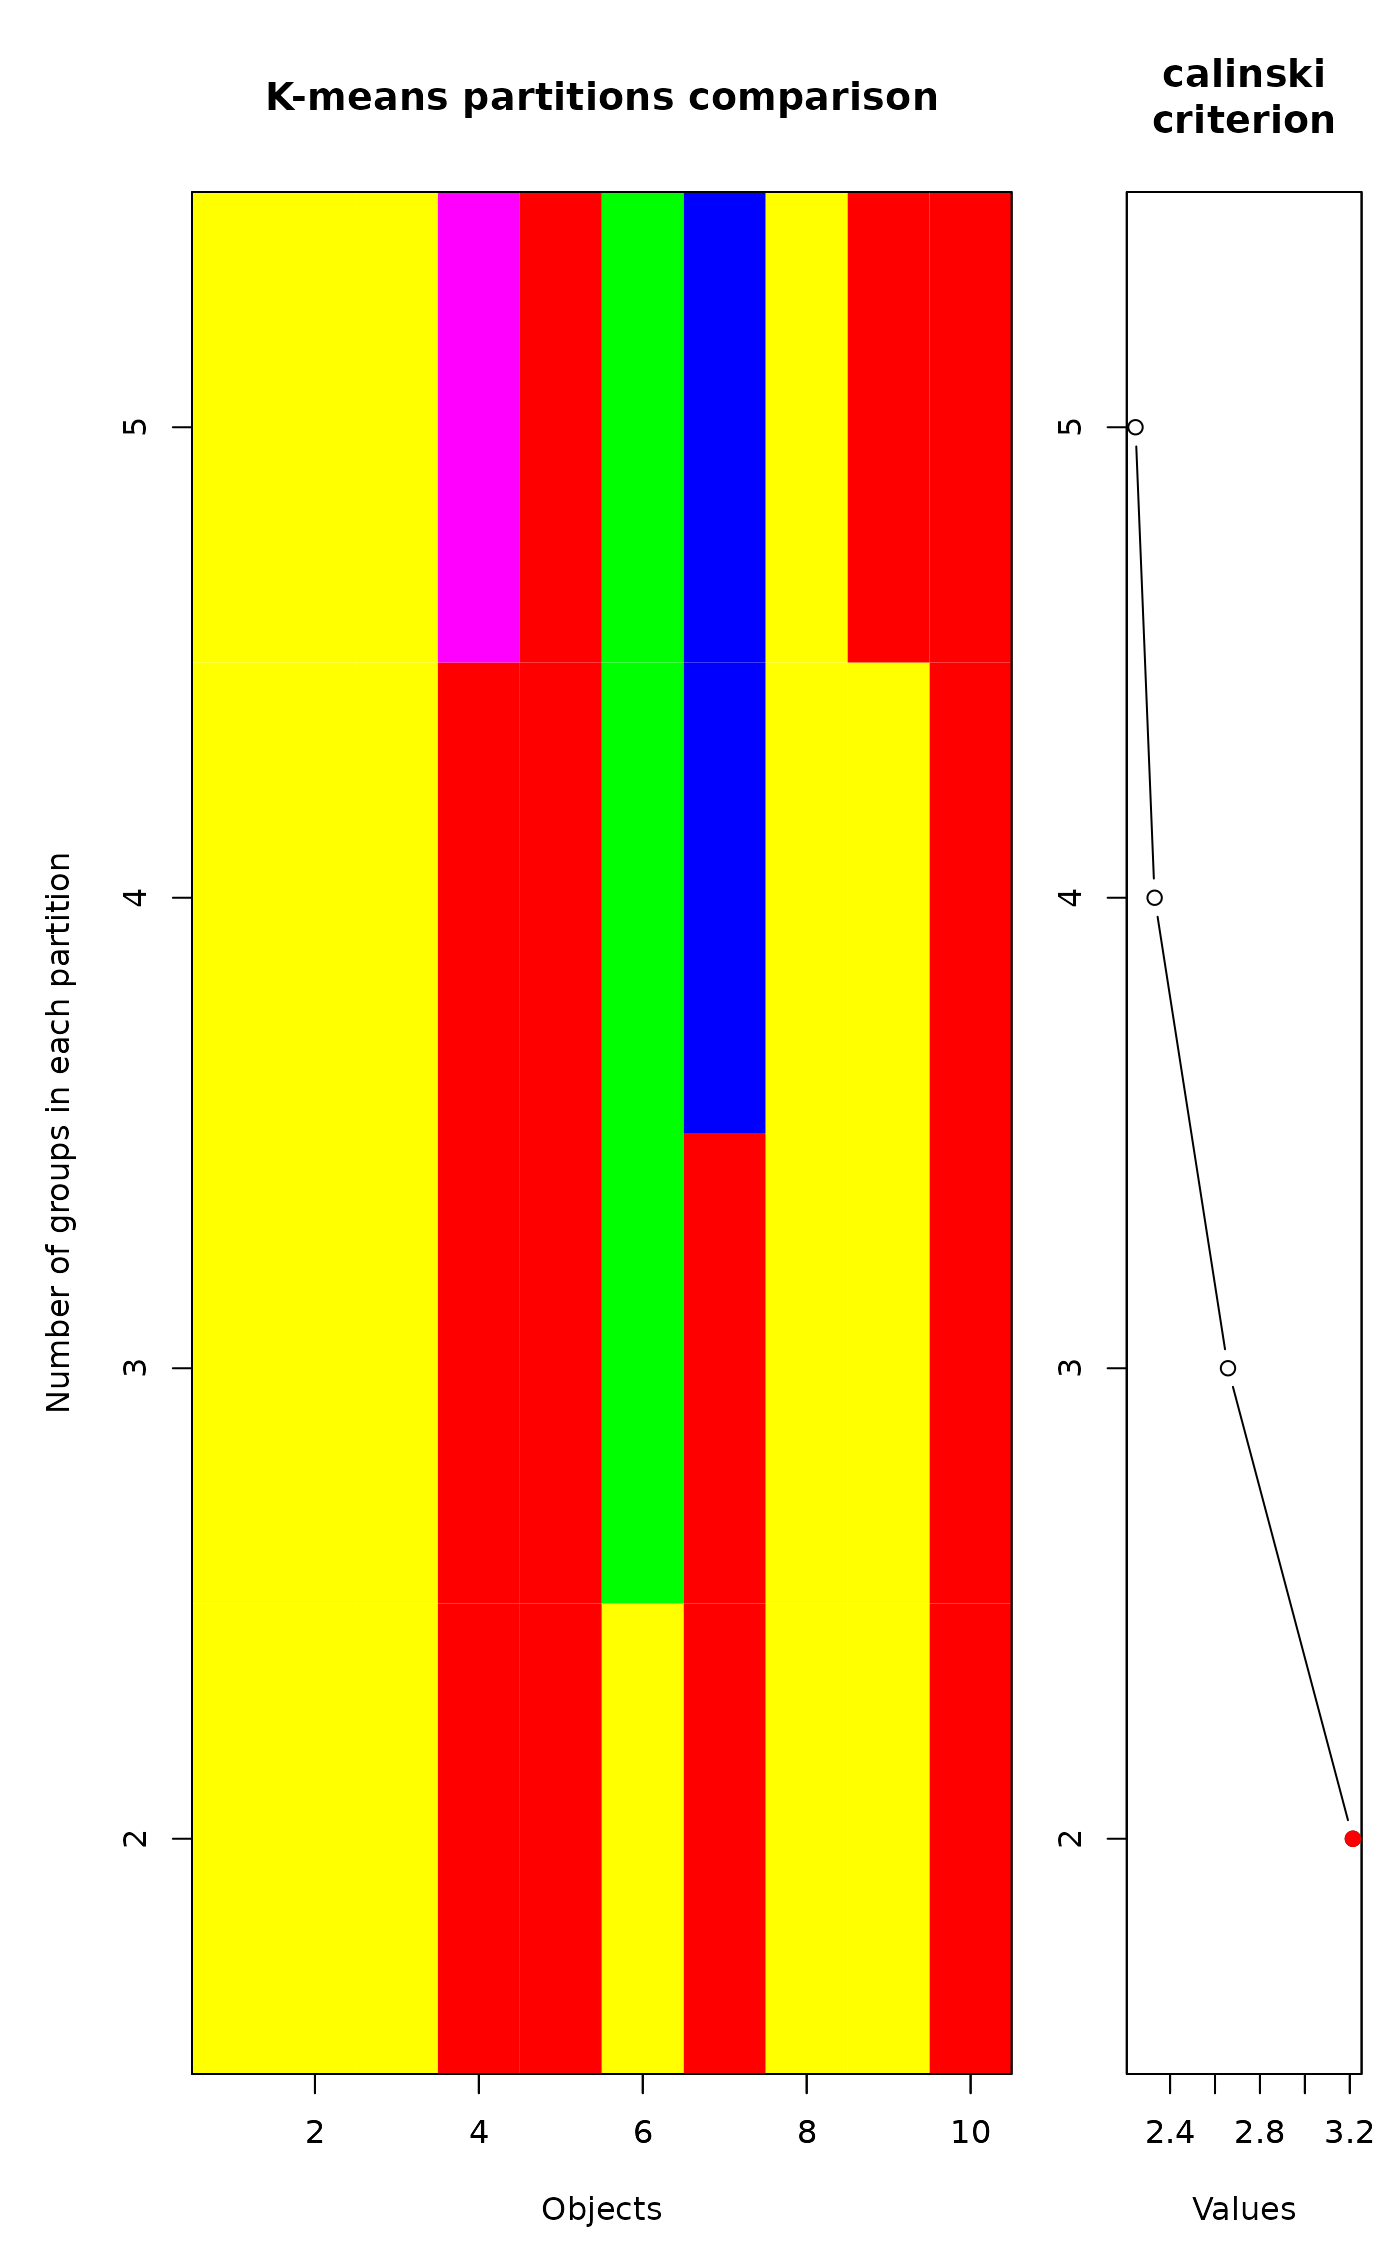 K-means partitions comparison
calinski
criterion
Number of groups in each partition
5
4
3
2
2 4 6 8 10
Objects
5
4
3
2
2.4 2.8 3.2
Values